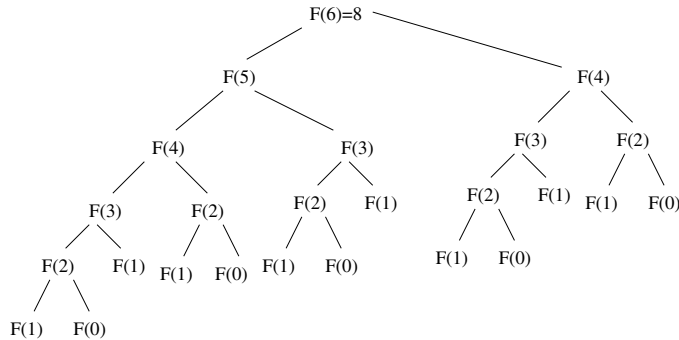 F(6)=8
F(5) F(4)
F(4) F(3) F(3) F(2)
F(3) F(2) F(2) F(1) F(2) F(1) F(1) F(0)
F(2) F(1) F(1) F(0) F(1) F(0) F(1) F(0)
F(1) F(0)